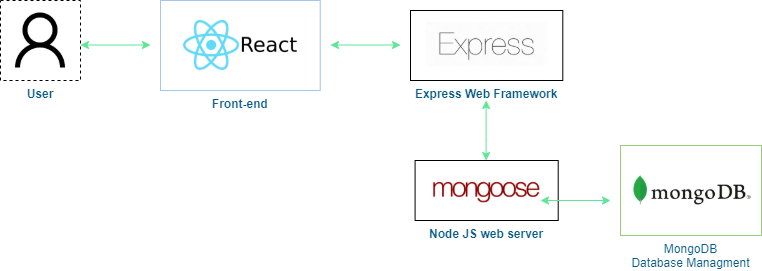 React
Express
User
Front-end
Express Web Framework
mongoose
mongoDB®
Node JS web server
MongoDB
Database Managment